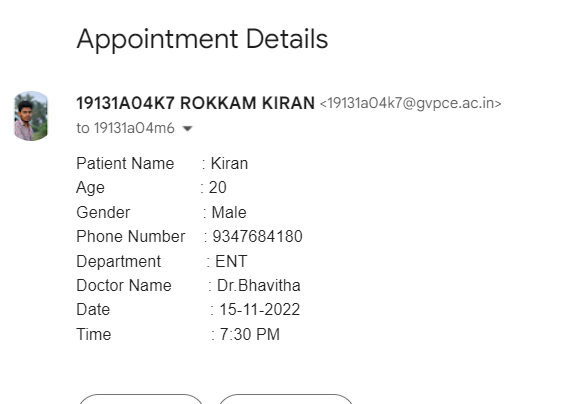 Appointment Details
19131A04K7 ROKKAM KIRAN <19131a04k7@gvpce.ac.in>
to 19131a04m6
Patient Name : Kiran
Age : 20
Gender : Male
Phone Number : 9347684180
Department : ENT
Doctor Name : Dr.Bhavitha
Date : 15-11-2022
Time : 7:30 PM